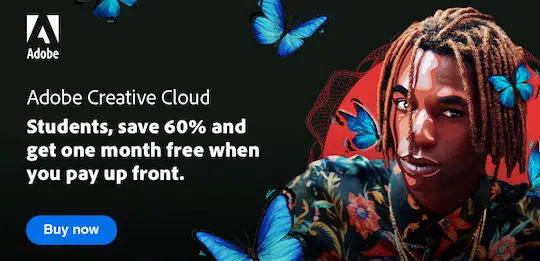 Adobe
Adobe Creative Cloud
Students, save 60% and
get one month free when
you pay up front.
Buy now